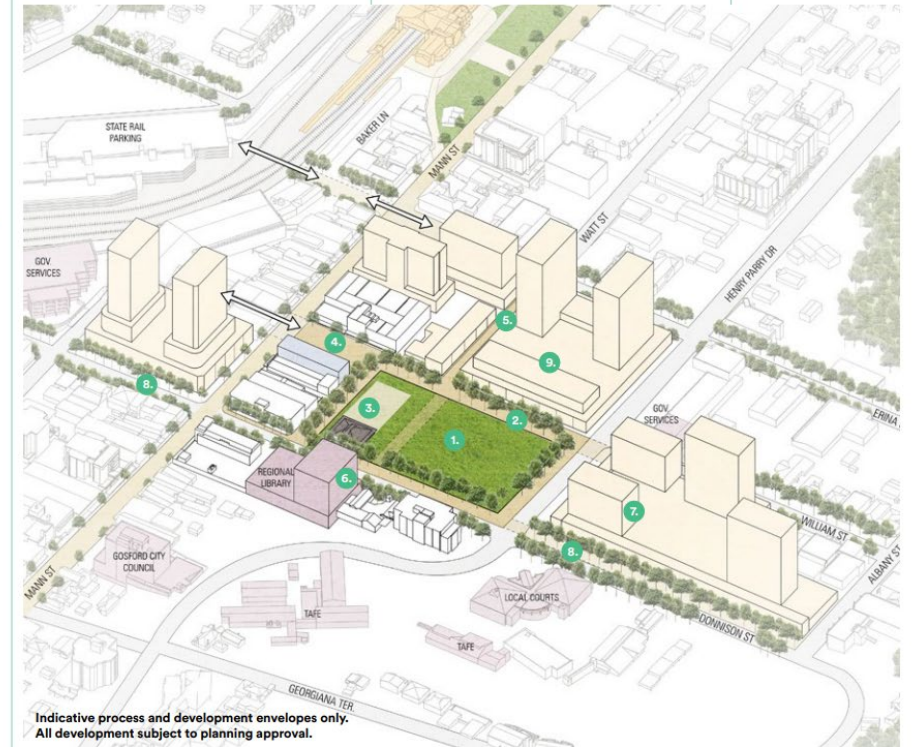 STATE RAIL
PARKING
BAKER LN
MANN ST
WATT ST
HENRY PARRY DR
GOV.
SERVICES
5.
4.
9.
8.
3.
2.
1.
GOV.
SERVICES
ERINA
REGIONAL
LIBRARY
6.
7.
WILLIAM ST
ALBANY ST
8.
GOSFORD CITY
COUNCIL
MANN ST
TAFE
LOCAL COURTS
DONNISON ST
TAFE
GEORGIANA TER.
Indicative process and development envelopes only.
All development subject to planning approval.